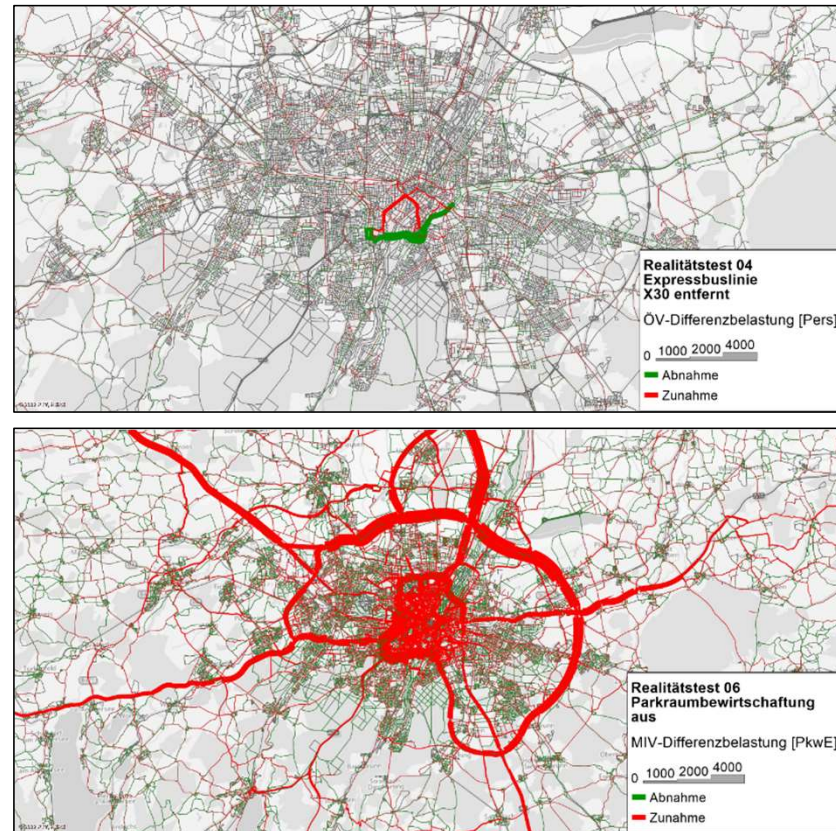 Realitätstest 04
Expressbuslinie
X30 entfernt
ÖV-Differenzbelastung [Pers]
0 1000 2000 4000
Abnahme
Zunahme
Realitätstest 06
Parkraumbewirtschaftung
aus
MIV-Differenzbelastung [PkwE]
0 1000 2000 4000
Abnahme
Zunahme